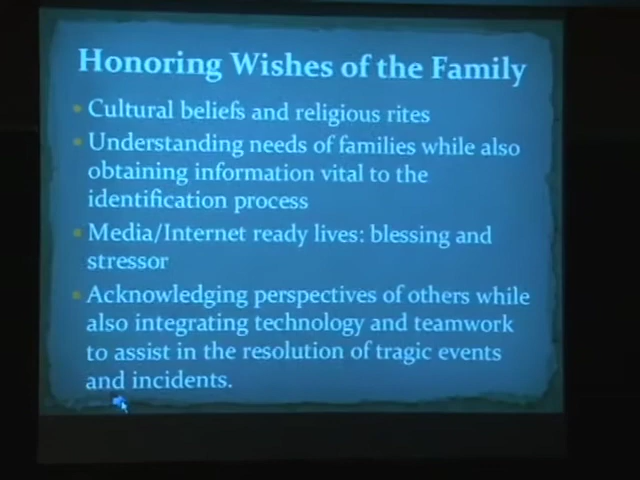 Honoring Wishes of the Family
Cultural beliefs and religious rites
Understanding needs of families while also
obtaining information vital to the
identification process
Media/Internet ready lives: blessing and
stressor
Acknowledging perspectives of others while
also integrating technology and teamwork
to assist in the resolution of tragic events
and incidents.